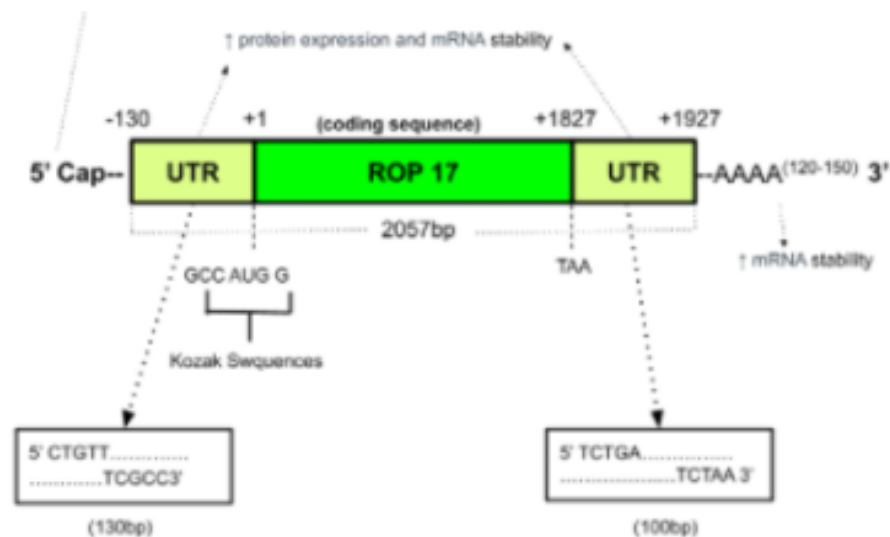 ↑ protein expression and mRNA stability
-130 +1 (coding sequence) +1827 +1927
5' Cap-- UTR ROP 17 UTR --AAAA(120-150) 3'
2057bp
GCC AUG G
TAA
↑ mRNA stability
Kozak Swquences
5' CTGTT................
...............TCGCC3'
(130bp)
5' TCTGA...................
........................TCTAA 3'
(100bp)